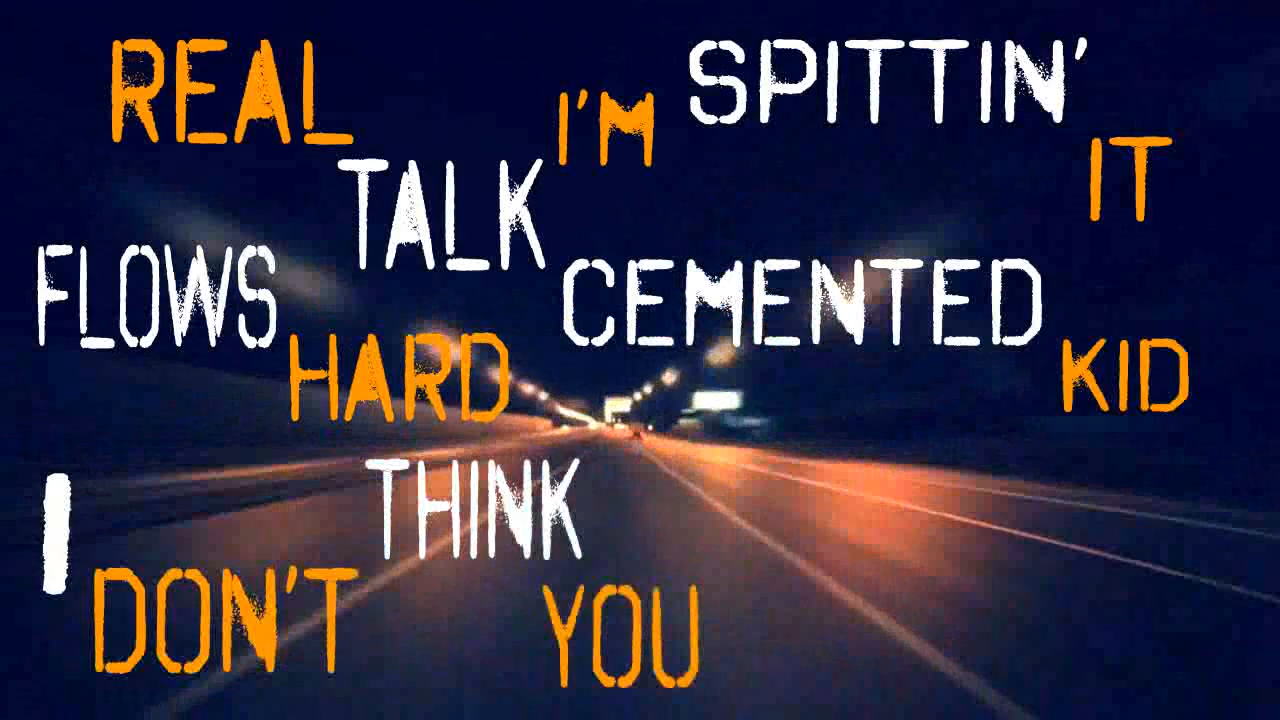 REAL TALK I'M SPITTIN' IT
FLOWS HARD CEMENTED KID
I DON'T THINK YOU